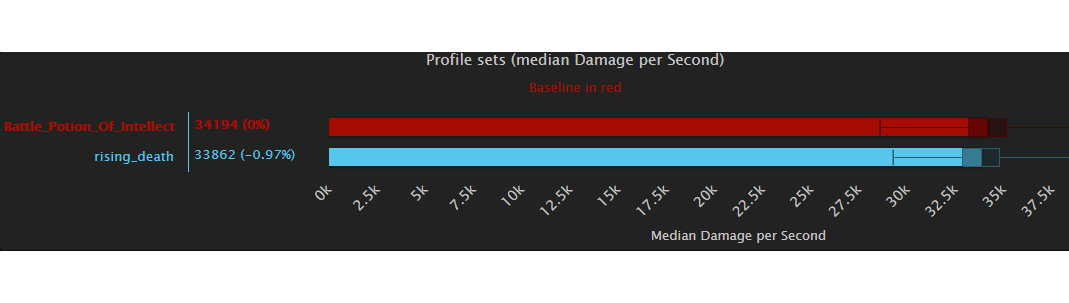 Profile sets (median Damage per Second)
Baseline in red
Battle_Potion_Of_Intellect 34194 (0%)
rising_death 33862 (-0.97%)
0k 2.5k 5k 7.5k 10k 12.5k 15k 17.5k 20k 22.5k 25k 27.5k 30k 32.5k 35k 37.5k
Median Damage per Second